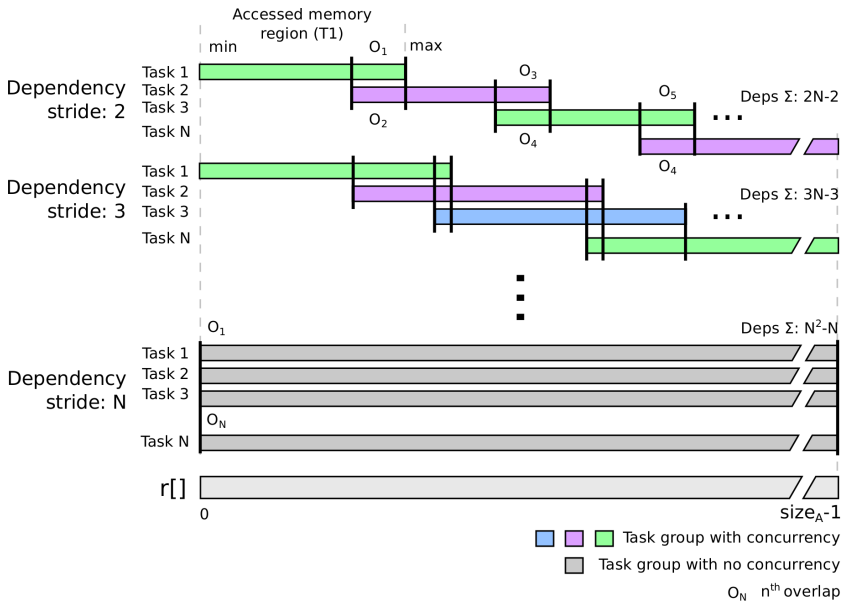 Accessed memory
region (T1)
min
O1
max
Dependency
stride: 2
Task 1
Task 2
Task 3
Task N
O2
O3
O4
O5
O4
Deps Σ: 2N-2
...
Dependency
stride: 3
Task 1
Task 2
Task 3
Task N
Deps Σ: 3N-3
...
O1
Deps Σ: N²-N
Dependency
stride: N
Task 1
Task 2
Task 3
ON
Task N
r[]
0
sizeA-1
Task group with concurrency
Task group with no concurrency
ON nth overlap